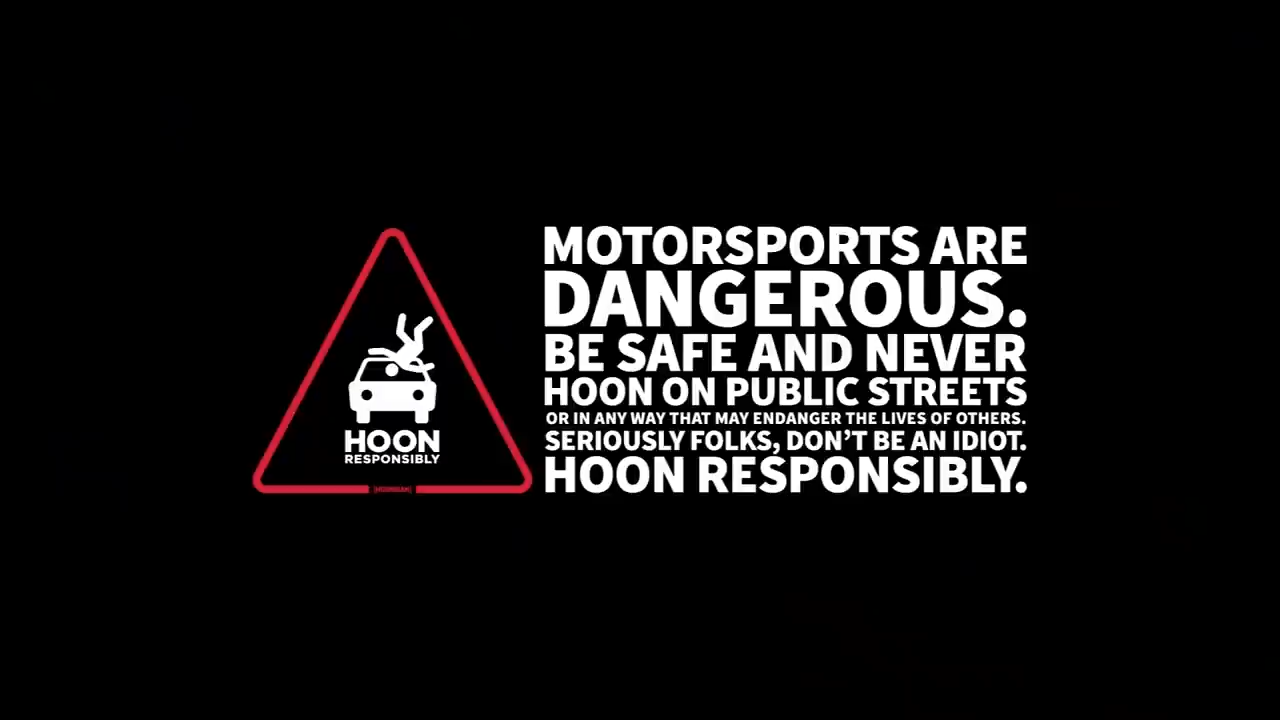 HOON
RESPONSIBLY
MOTORSPORTS ARE
DANGEROUS.
BE SAFE AND NEVER
HOON ON PUBLIC STREETS
OR IN ANY WAY THAT MAY ENDANGER THE LIVES OF OTHERS.
SERIOUSLY FOLKS, DON'T BE AN IDIOT.
HOON RESPONSIBLY.